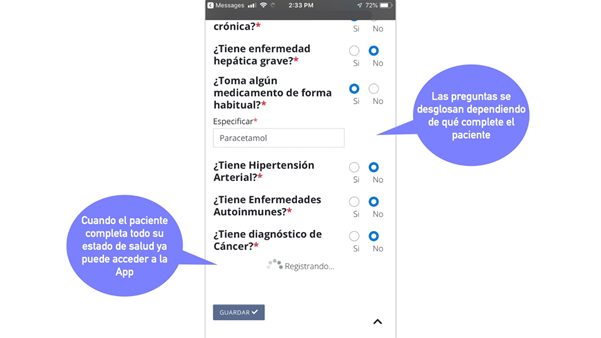 Messages 2:33 PM 72%
crónica?*
Si No
¿Tiene enfermedad
hepática grave?*
Si No
¿Toma algún
medicamento de forma
habitual?*
Si No
Especificar*
Paracetamol
¿Tiene Hipertensión
Arterial?*
Si No
¿Tiene Enfermedades
Autoinmunes?*
Si No
¿Tiene diagnóstico de
Cáncer?*
Si No
Registrando...
GUARDAR
Las preguntas se
desglosan dependiendo
de qué complete el
paciente
Cuando el paciente
completa todo su
estado de salud ya
puede acceder a la
App